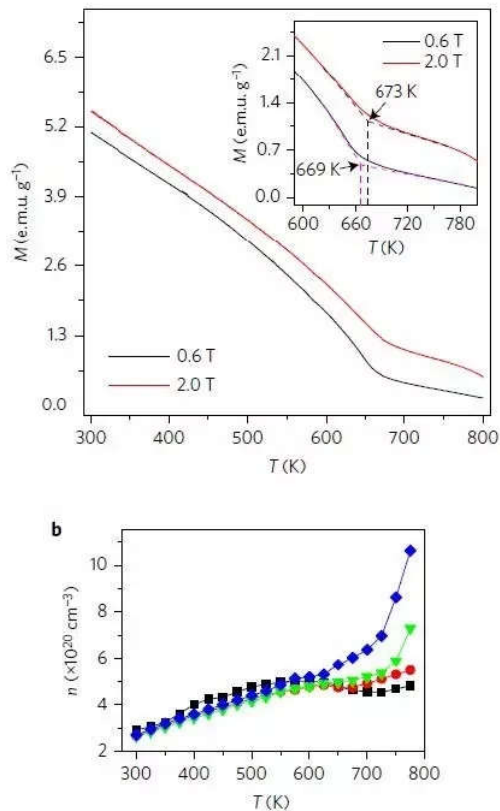 6.5
5.2
3.9
2.6
1.3
0.0
M (e.m.u. g⁻¹)
300 400 500 600 700 800
T (K)
0.6 T
2.0 T
2.1
1.4
0.7
0.0
M (e.m.u. g⁻¹)
600 660 720 780
T (K)
0.6 T
2.0 T
673 K
669 K
b
10
8
6
4
2
n (×10²⁰ cm⁻³)
300 400 500 600 700 800
T (K)